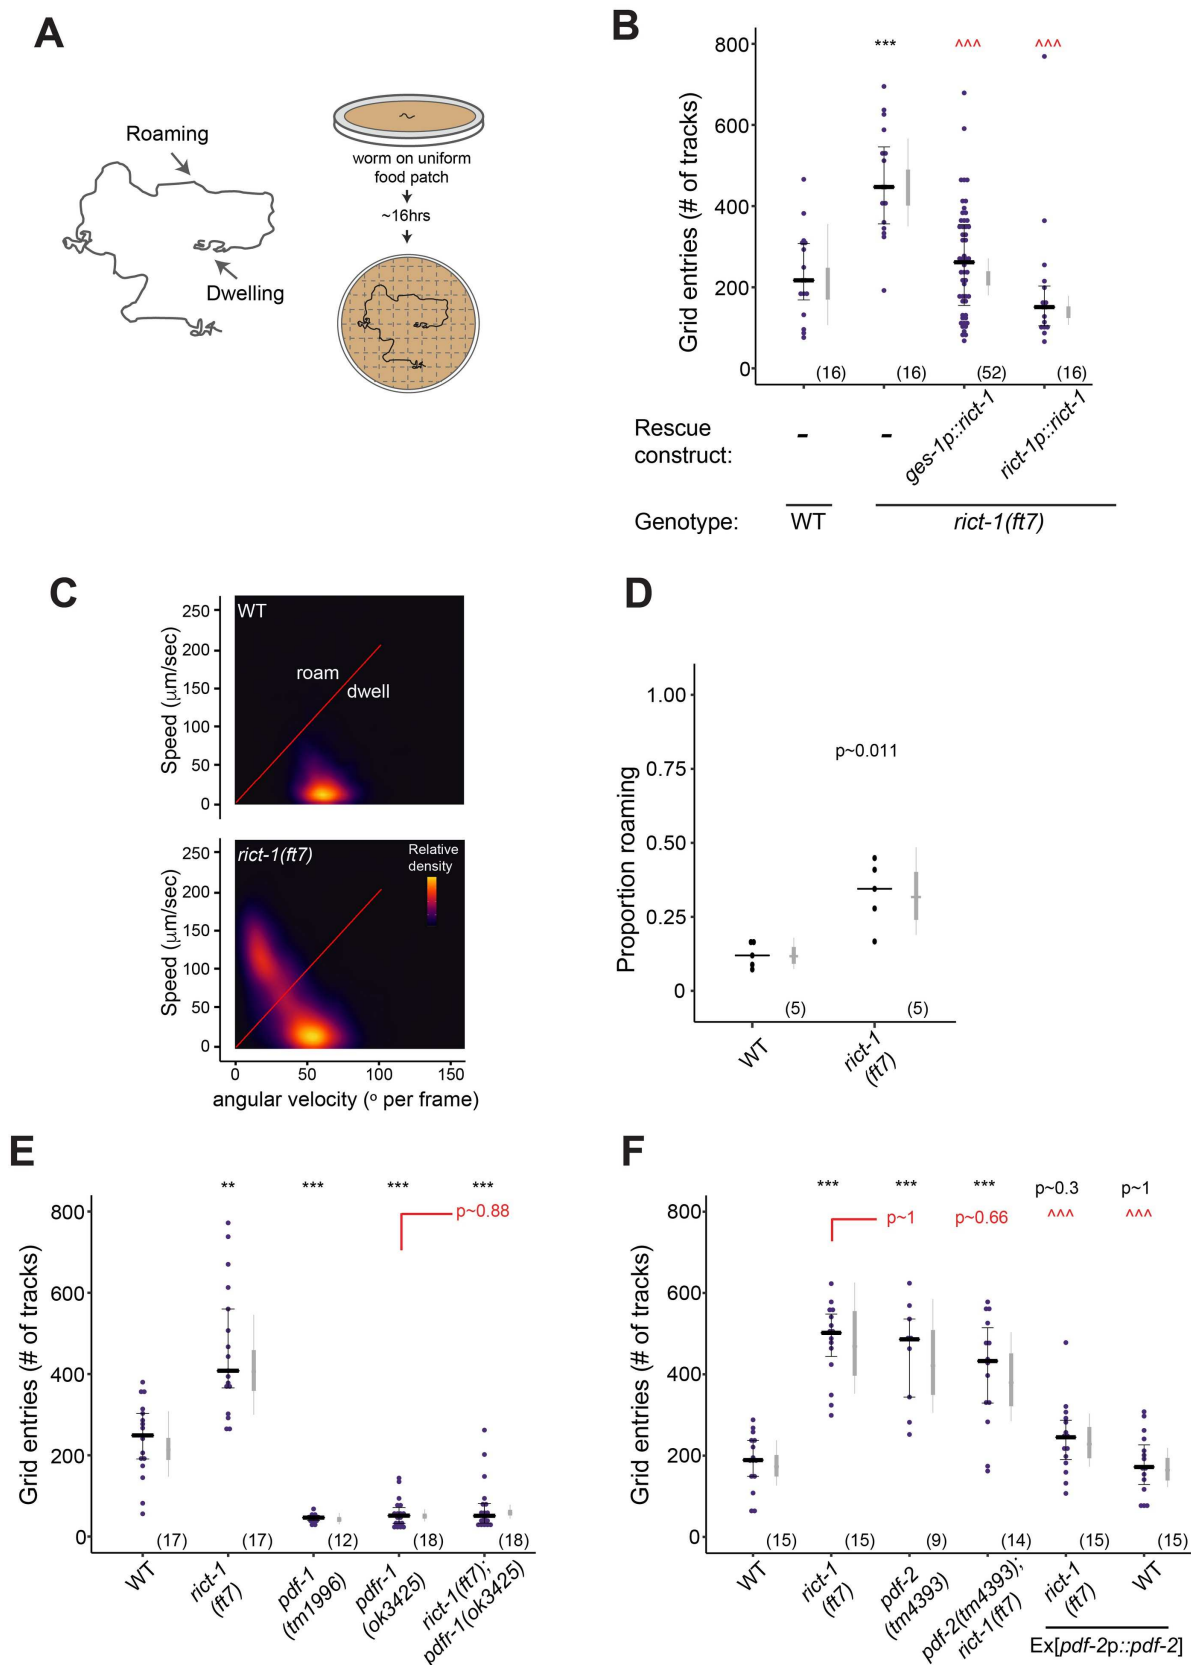 A
Roaming
Dwelling
worm on uniform
food patch
~16hrs
B
Grid entries (# of tracks)
800
600
400
200
0
***
^^^
^^^
(16)
(16)
(52)
(16)
Rescue
construct:
-
-
ges-1p::rict-1
rict-1p::rict-1
Genotype:
WT
rict-1(ft7)
C
WT
roam
dwell
Speed (μm/sec)
250
200
150
100
50
0
rict-1(ft7)
Relative
density
Speed (μm/sec)
250
200
150
100
50
0
0
50
100
150
angular velocity (° per frame)
D
Proportion roaming
1.00
0.75
0.50
0.25
0
p~0.011
(5)
(5)
WT
rict-1
(ft7)
E
Grid entries (# of tracks)
800
600
400
200
0
**
***
***
***
p~0.88
(17)
(17)
(12)
(18)
(18)
WT
rict-1
(ft7)
pdf-1
(tm1996)
pdfr-1
(ok3425)
rict-1(ft7);
pdfr-1(ok3425)
F
Grid entries (# of tracks)
800
600
400
200
0
***
***
***
p~0.3
p~1
p~1
p~0.66
^^^
^^^
(15)
(15)
(9)
(14)
(15)
(15)
WT
rict-1
(ft7)
pdf-2
(tm4393)
pdf-2(tm4393);
rict-1(ft7)
rict-1
(ft7)
WT
Ex[pdf-2p::pdf-2]